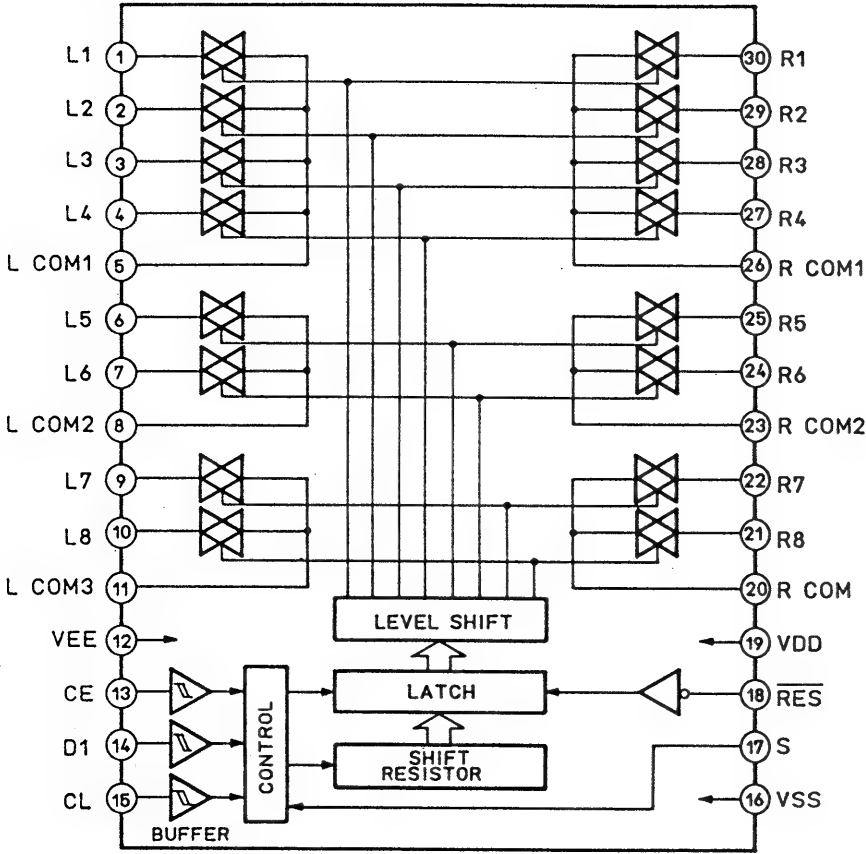 L1 1 30 R1
L2 2 29 R2
L3 3 28 R3
L4 4 27 R4
L COM1 5 26 R COM1
L5 6 25 R5
L6 7 24 R6
L COM2 8 23 R COM2
L7 9 22 R7
L8 10 21 R8
L COM3 11 20 R COM
LEVEL SHIFT
VEE 12 19 VDD
CE 13 LATCH 18 R̅E̅S̅
D1 14 CONTROL SHIFT RESISTOR 17 S
CL 15 16 VSS
BUFFER